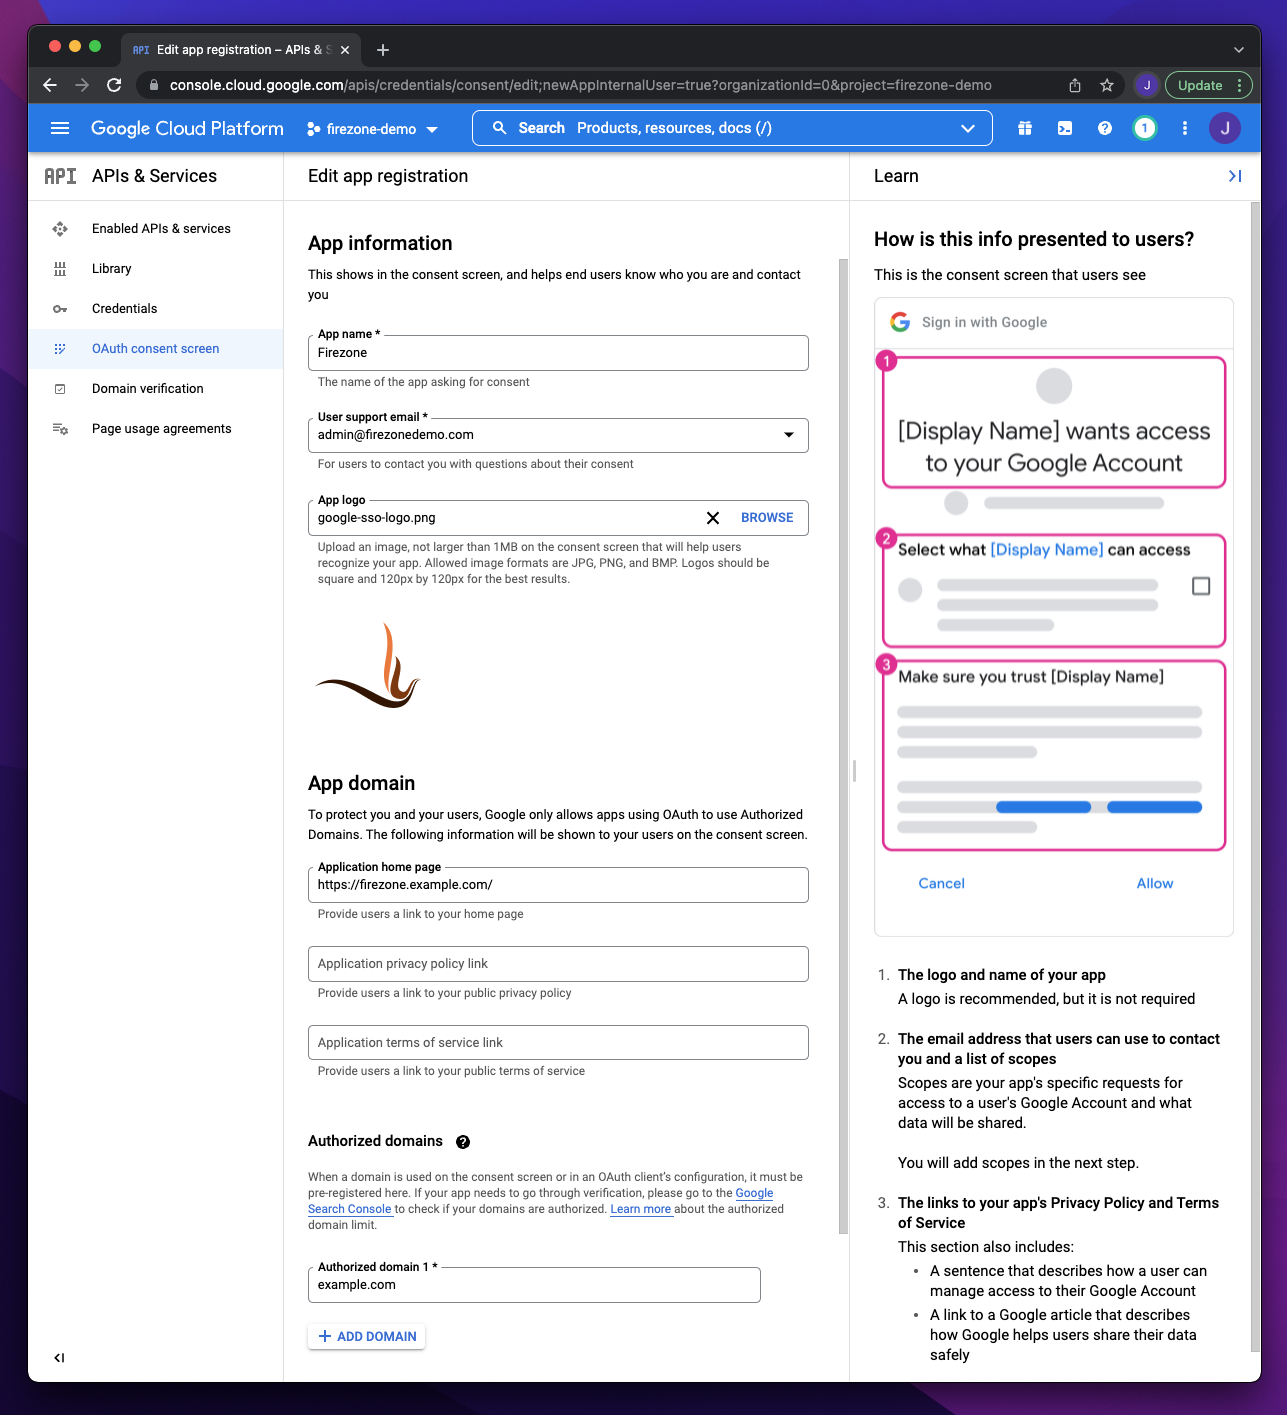 API Edit app registration – APIs & S
console.cloud.google.com/apis/credentials/consent/edit;newAppInternalUser=true?organizationId=0&project=firezone-demo
J
Update
Google Cloud Platform
firezone-demo
Search Products, resources, docs (/)
1
J
API APIs & Services
Enabled APIs & services
Library
Credentials
OAuth consent screen
Domain verification
Page usage agreements
Edit app registration
App information
This shows in the consent screen, and helps end users know who you are and contact
you
App name *
Firezone
The name of the app asking for consent
User support email *
admin@firezonedemo.com
For users to contact you with questions about their consent
App logo
google-sso-logo.png
BROWSE
Upload an image, not larger than 1MB on the consent screen that will help users
recognize your app. Allowed image formats are JPG, PNG, and BMP. Logos should be
square and 120px by 120px for the best results.
App domain
To protect you and your users, Google only allows apps using OAuth to use Authorized
Domains. The following information will be shown to your users on the consent screen.
Application home page
https://firezone.example.com/
Provide users a link to your home page
Application privacy policy link
Provide users a link to your public privacy policy
Application terms of service link
Provide users a link to your public terms of service
Authorized domains
When a domain is used on the consent screen or in an OAuth client's configuration, it must be
pre-registered here. If your app needs to go through verification, please go to the Google
Search Console to check if your domains are authorized. Learn more about the authorized
domain limit.
Authorized domain 1 *
example.com
+ ADD DOMAIN
Learn
How is this info presented to users?
This is the consent screen that users see
Sign in with Google
1
[Display Name] wants access
to your Google Account
2
Select what [Display Name] can access
3
Make sure you trust [Display Name]
Cancel
Allow
1. The logo and name of your app
A logo is recommended, but it is not required
2. The email address that users can use to contact
you and a list of scopes
Scopes are your app's specific requests for
access to a user's Google Account and what
data will be shared.
You will add scopes in the next step.
3. The links to your app's Privacy Policy and Terms
of Service
This section also includes:
• A sentence that describes how a user can
manage access to their Google Account
• A link to a Google article that describes
how Google helps users share their data
safely